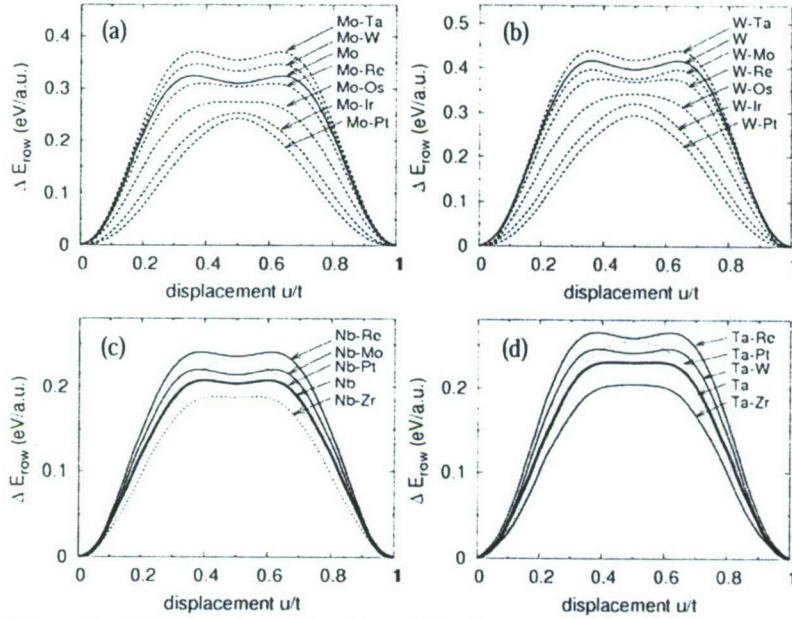 (a)
Mo-Ta
Mo-W
Mo
Mo-Re
Mo-Os
Mo-Ir
Mo-Pt
0.4
0.3
0.2
0.1
0
Δ E_row (eV/a.u.)
0 0.2 0.4 0.6 0.8 1
displacement u/t
(b)
W-Ta
W
W-Mo
W-Re
W-Os
W-Ir
W-Pt
0.5
0.4
0.3
0.2
0.1
0
Δ E_row (eV/a.u.)
0 0.2 0.4 0.6 0.8 1
displacement u/t
(c)
Nb-Re
Nb-Mo
Nb-Pt
Nb
Nb-Zr
0.2
0.1
0
Δ E_row (eV/a.u.)
0 0.2 0.4 0.6 0.8 1
displacement u/t
(d)
Ta-Re
Ta-Pt
Ta-W
Ta
Ta-Zr
0.2
0.1
0
Δ E_row (eV/a.u.)
0 0.2 0.4 0.6 0.8 1
displacement u/t